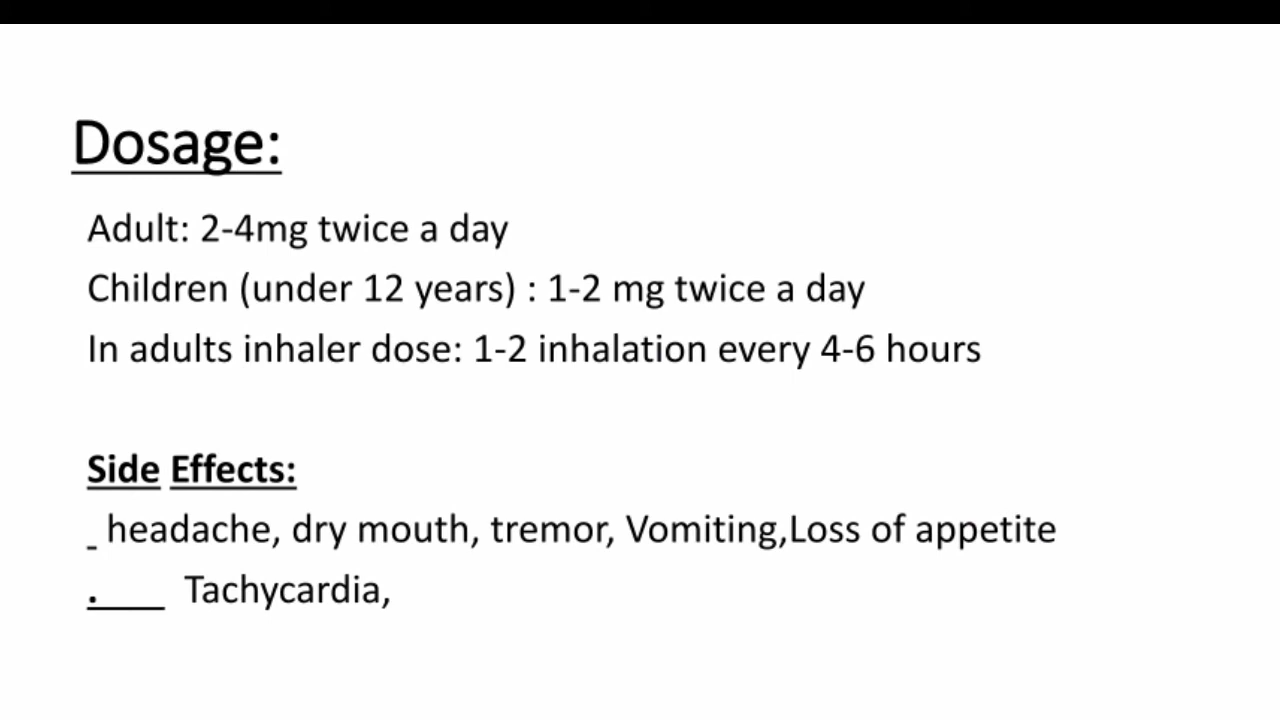 Dosage:
Adult: 2-4mg twice a day
Children (under 12 years) : 1-2 mg twice a day
In adults inhaler dose: 1-2 inhalation every 4-6 hours
Side Effects:
_ headache, dry mouth, tremor, Vomiting,Loss of appetite
.____ Tachycardia,